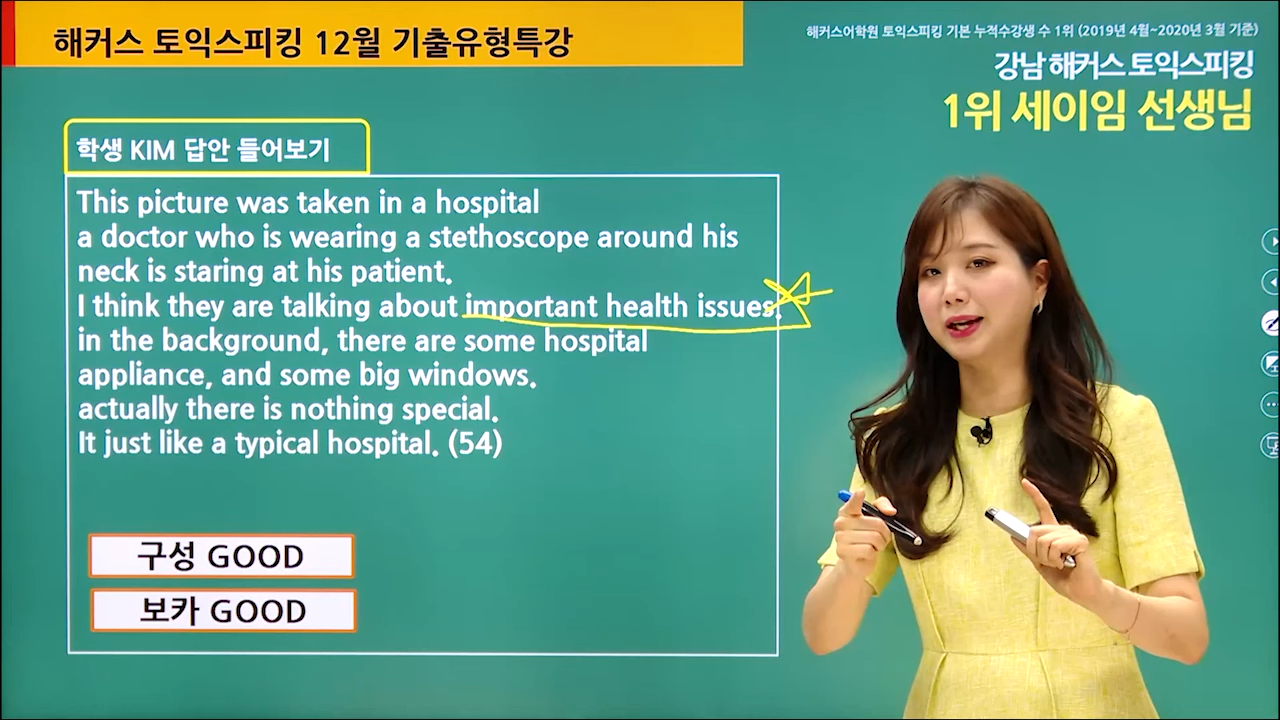 해커스 토익스피킹 12월 기출유형특강
해커스어학원 토익스피킹 기본 누적수강생 수 1위 (2019년 4월~2020년 3월 기준)
강남 해커스 토익스피킹
1위 세이임 선생님
학생 KIM 답안 들어보기
This picture was taken in a hospital
a doctor who is wearing a stethoscope around his
neck is staring at his patient.
I think they are talking about important health issues.
in the background, there are some hospital
appliance, and some big windows.
actually there is nothing special.
It just like a typical hospital. (54)
구성 GOOD
보카 GOOD